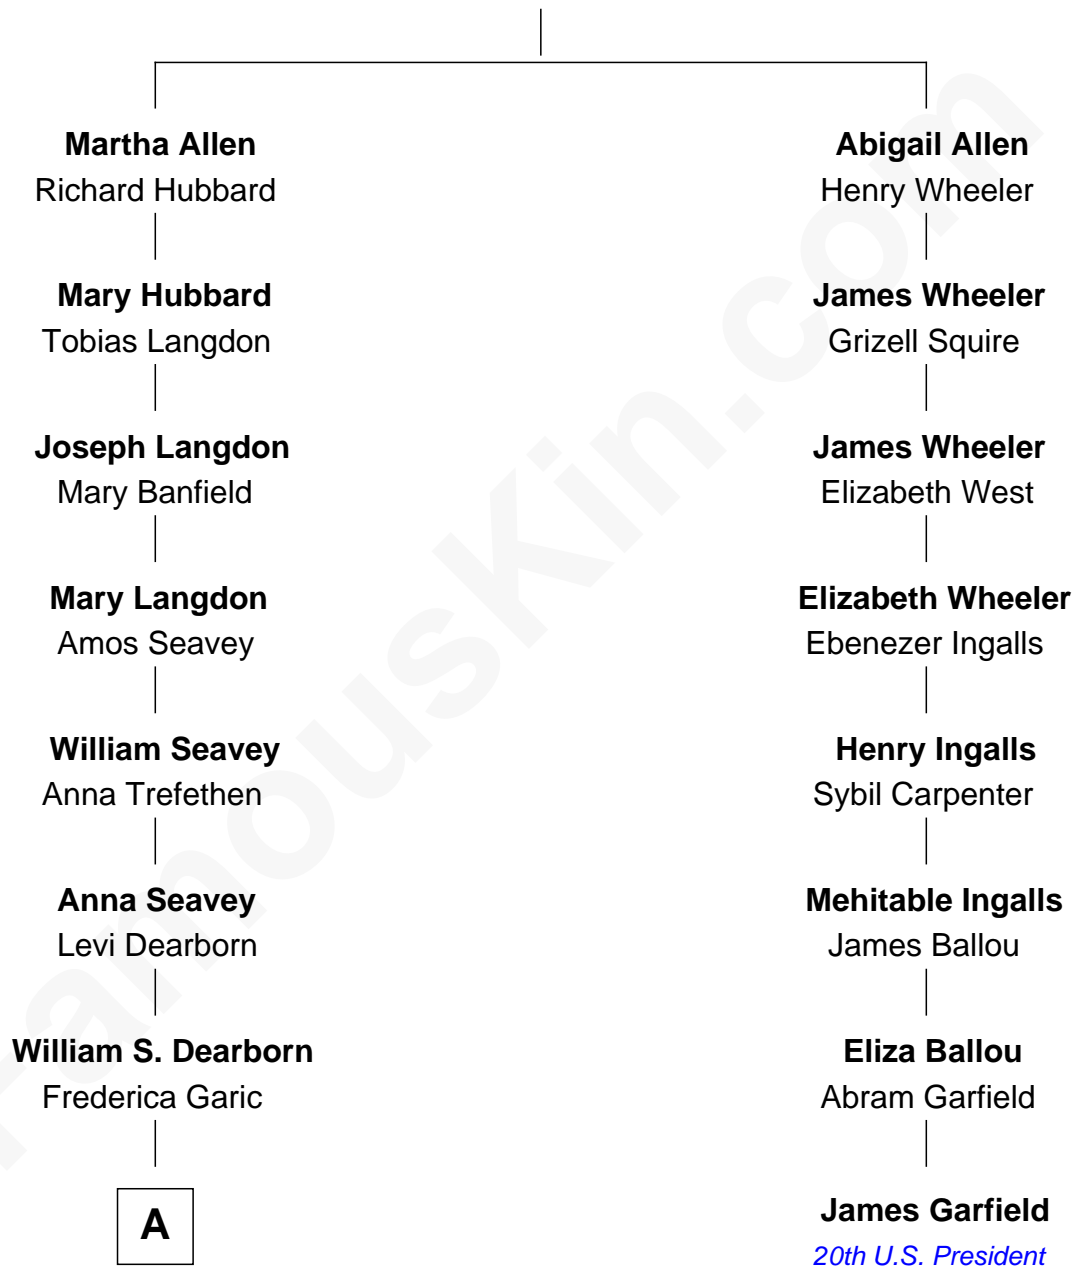 Martha Allen
Richard Hubbard
Mary Hubbard
Tobias Langdon
Joseph Langdon
Mary Banfield
Mary Langdon
Amos Seavey
William Seavey
Anna Trefethen
Anna Seavey
Levi Dearborn
William S. Dearborn
Frederica Garic
A
Abigail Allen
Henry Wheeler
James Wheeler
Grizell Squire
James Wheeler
Elizabeth West
Elizabeth Wheeler
Ebenezer Ingalls
Henry Ingalls
Sybil Carpenter
Mehitable Ingalls
James Ballou
Eliza Ballou
Abram Garfield
James Garfield
20th U.S. President
FamousKin.com